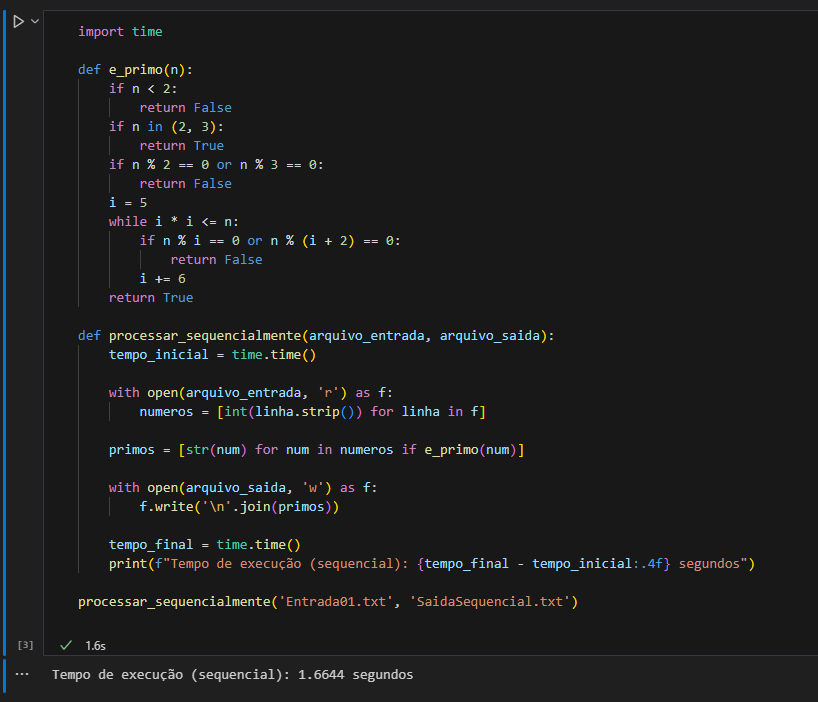 import time
def e_primo(n):
if n < 2:
return False
if n in (2, 3):
return True
if n % 2 == 0 or n % 3 == 0:
return False
i = 5
while i * i <= n:
if n % i == 0 or n % (i + 2) == 0:
return False
i += 6
return True
def processar_sequencialmente(arquivo_entrada, arquivo_saida):
tempo_inicial = time.time()
with open(arquivo_entrada, 'r') as f:
numeros = [int(linha.strip()) for linha in f]
primos = [str(num) for num in numeros if e_primo(num)]
with open(arquivo_saida, 'w') as f:
f.write('\n'.join(primos))
tempo_final = time.time()
print(f"Tempo de execução (sequencial): {tempo_final - tempo_inicial:.4f} segundos")
processar_sequencialmente('Entrada01.txt', 'SaidaSequencial.txt')
[3] ✓ 1.6s
... Tempo de execução (sequencial): 1.6644 segundos